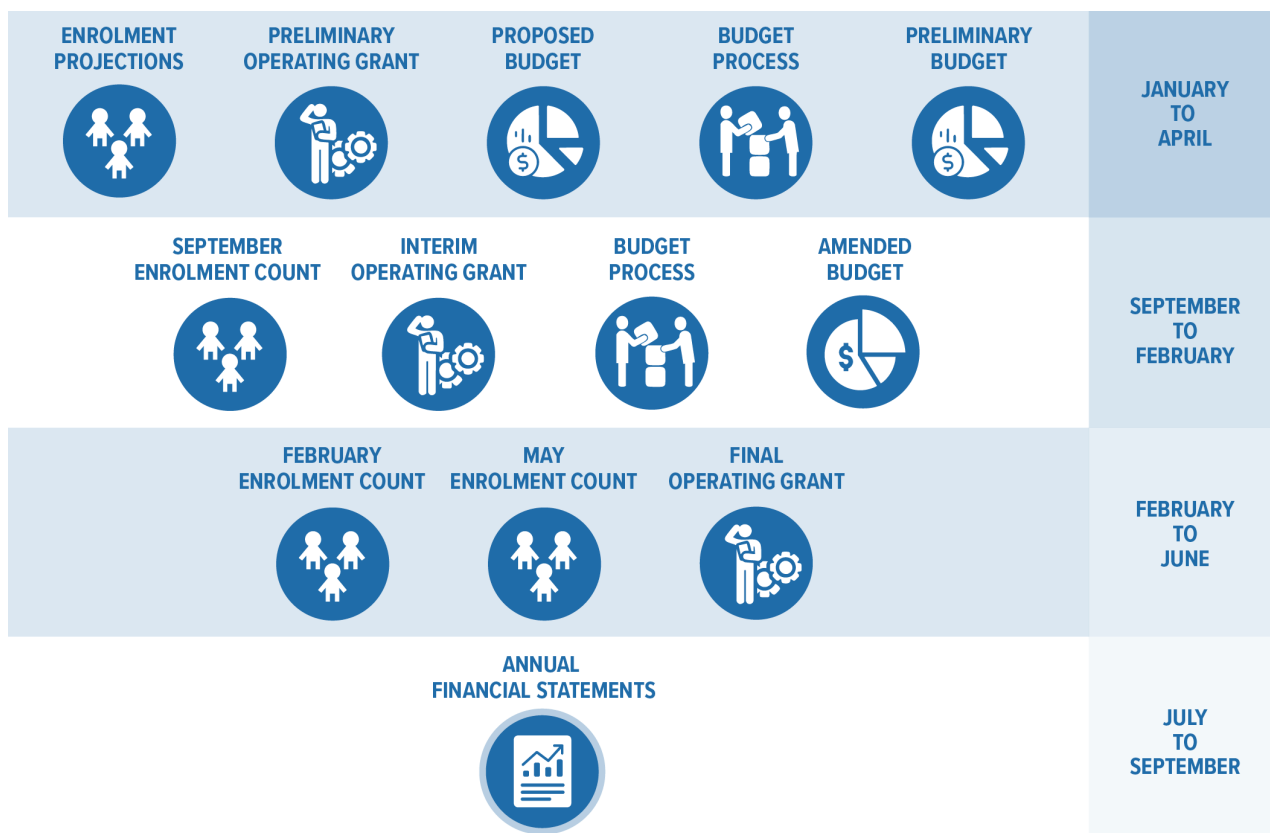 ENROLMENT
PROJECTIONS
PRELIMINARY
OPERATING GRANT
PROPOSED
BUDGET
BUDGET
PROCESS
PRELIMINARY
BUDGET
JANUARY
TO
APRIL
$
$
SEPTEMBER
ENROLMENT COUNT
INTERIM
OPERATING GRANT
BUDGET
PROCESS
AMENDED
BUDGET
SEPTEMBER
TO
FEBRUARY
$
FEBRUARY
ENROLMENT COUNT
MAY
ENROLMENT COUNT
FINAL
OPERATING GRANT
FEBRUARY
TO
JUNE
ANNUAL
FINANCIAL STATEMENTS
JULY
TO
SEPTEMBER